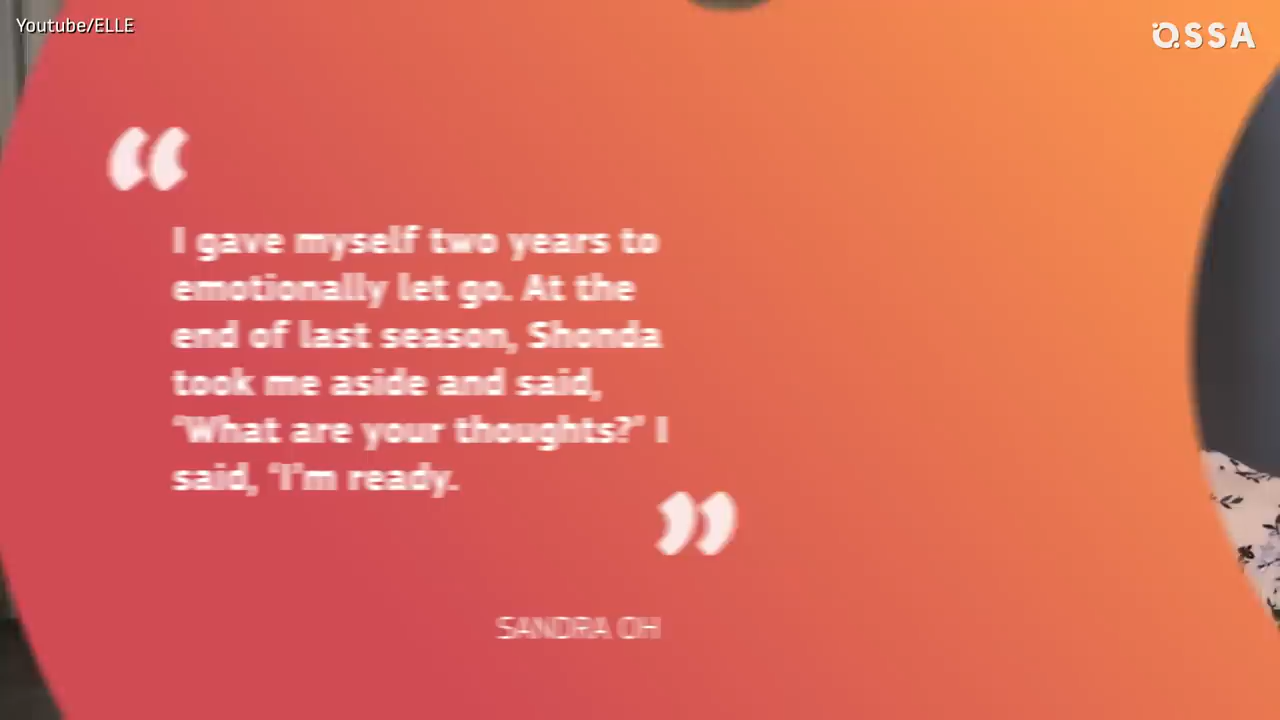 Youtube/ELLE
OSSA
“
I gave myself two years to
emotionally let go. At the
end of last season, Shonda
took me aside and said,
‘What are your thoughts?’ I
said, ‘I’m ready.
”
SANDRA OH